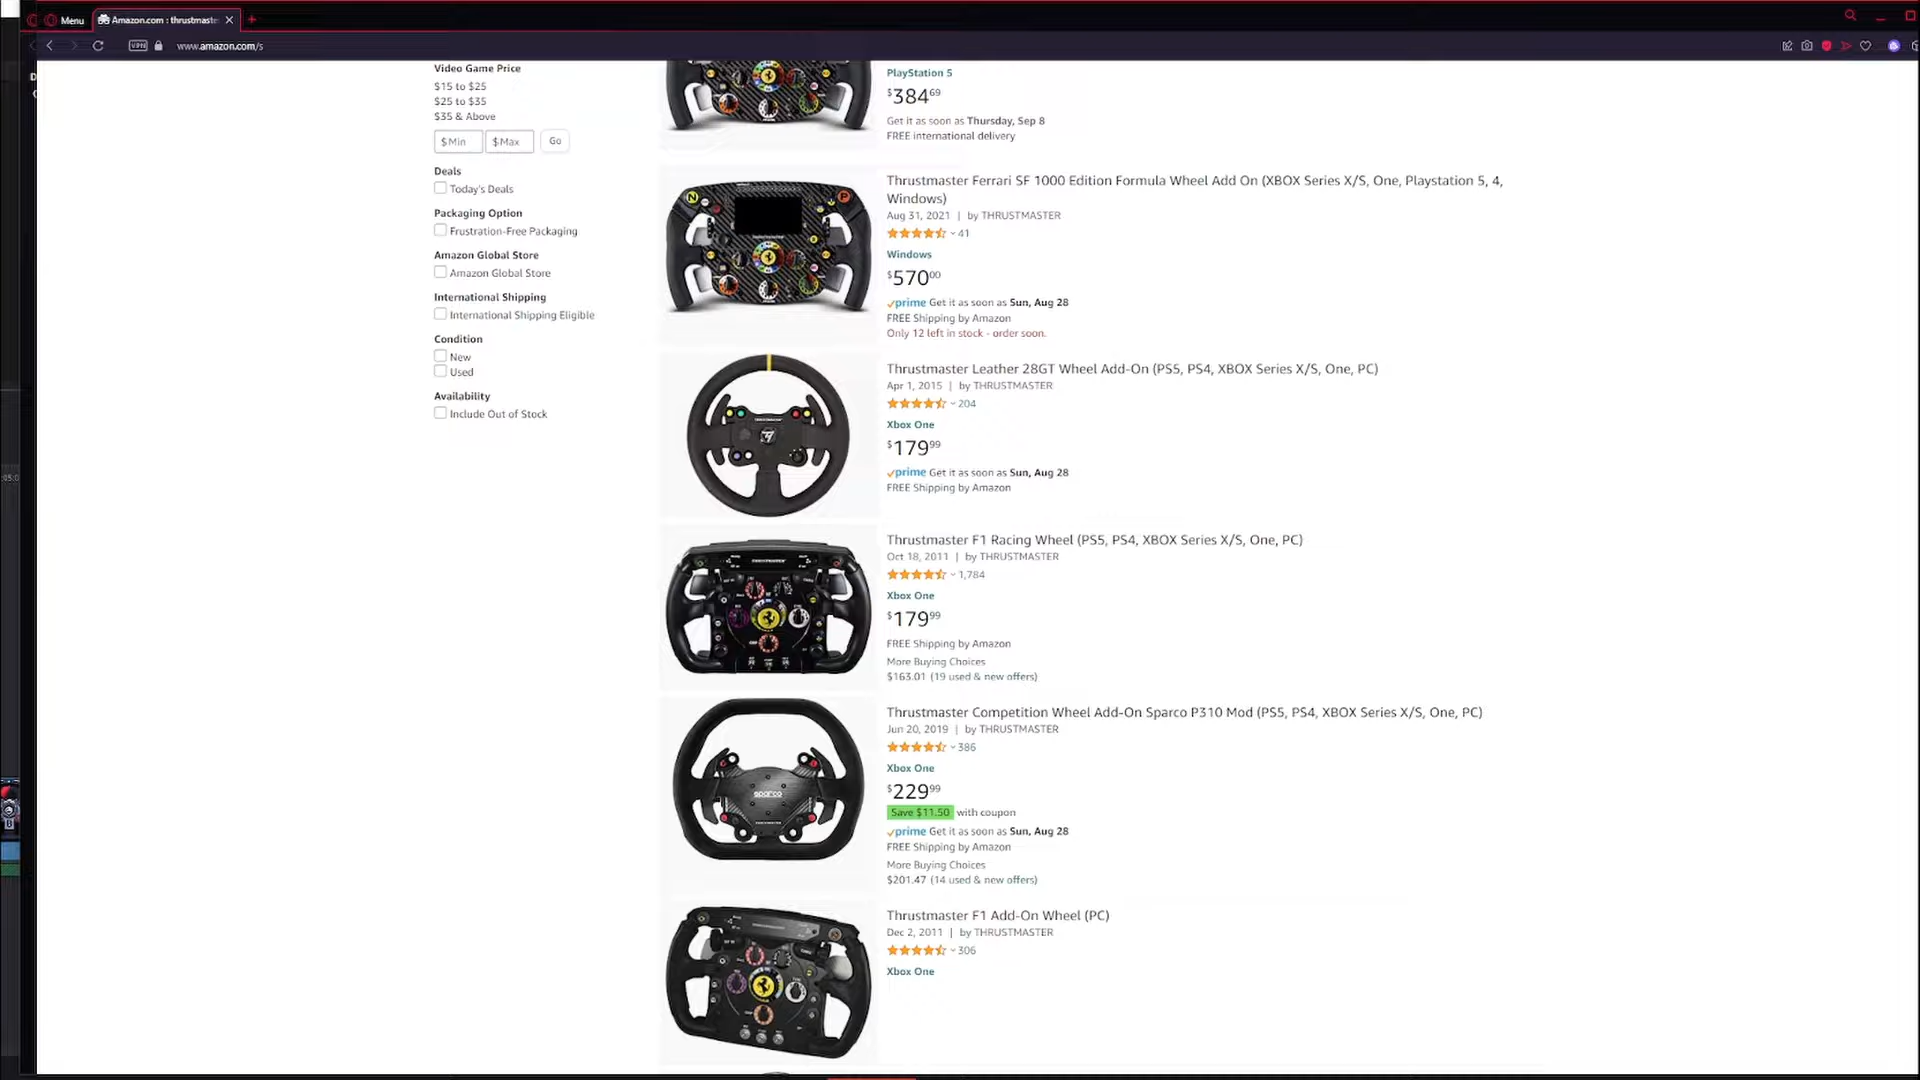 Menu
Amazon.com : thrustmaste
VPN
www.amazon.com/s
Video Game Price
$15 to $25
$25 to $35
$35 & Above
$ Min
$ Max
Go
Deals
Today's Deals
Packaging Option
Frustration-Free Packaging
Amazon Global Store
Amazon Global Store
International Shipping
International Shipping Eligible
Condition
New
Used
Availability
Include Out of Stock
PlayStation 5
$384 69
Get it as soon as Thursday, Sep 8
FREE international delivery
Thrustmaster Ferrari SF 1000 Edition Formula Wheel Add On (XBOX Series X/S, One, Playstation 5, 4,
Windows)
Aug 31, 2021 | by THRUSTMASTER
41
Windows
$570 00
prime Get it as soon as Sun, Aug 28
FREE Shipping by Amazon
Only 12 left in stock - order soon.
Thrustmaster Leather 28GT Wheel Add-On (PS5, PS4, XBOX Series X/S, One, PC)
Apr 1, 2015 | by THRUSTMASTER
204
Xbox One
$179 99
prime Get it as soon as Sun, Aug 28
FREE Shipping by Amazon
Thrustmaster F1 Racing Wheel (PS5, PS4, XBOX Series X/S, One, PC)
Oct 18, 2011 | by THRUSTMASTER
1,784
Xbox One
$179 99
FREE Shipping by Amazon
More Buying Choices
$163.01 (19 used & new offers)
sparco
Thrustmaster Competition Wheel Add-On Sparco P310 Mod (PS5, PS4, XBOX Series X/S, One, PC)
Jun 20, 2019 | by THRUSTMASTER
386
Xbox One
$229 99
Save $11.50 with coupon
prime Get it as soon as Sun, Aug 28
FREE Shipping by Amazon
More Buying Choices
$201.47 (14 used & new offers)
Thrustmaster F1 Add-On Wheel (PC)
Dec 2, 2011 | by THRUSTMASTER
306
Xbox One